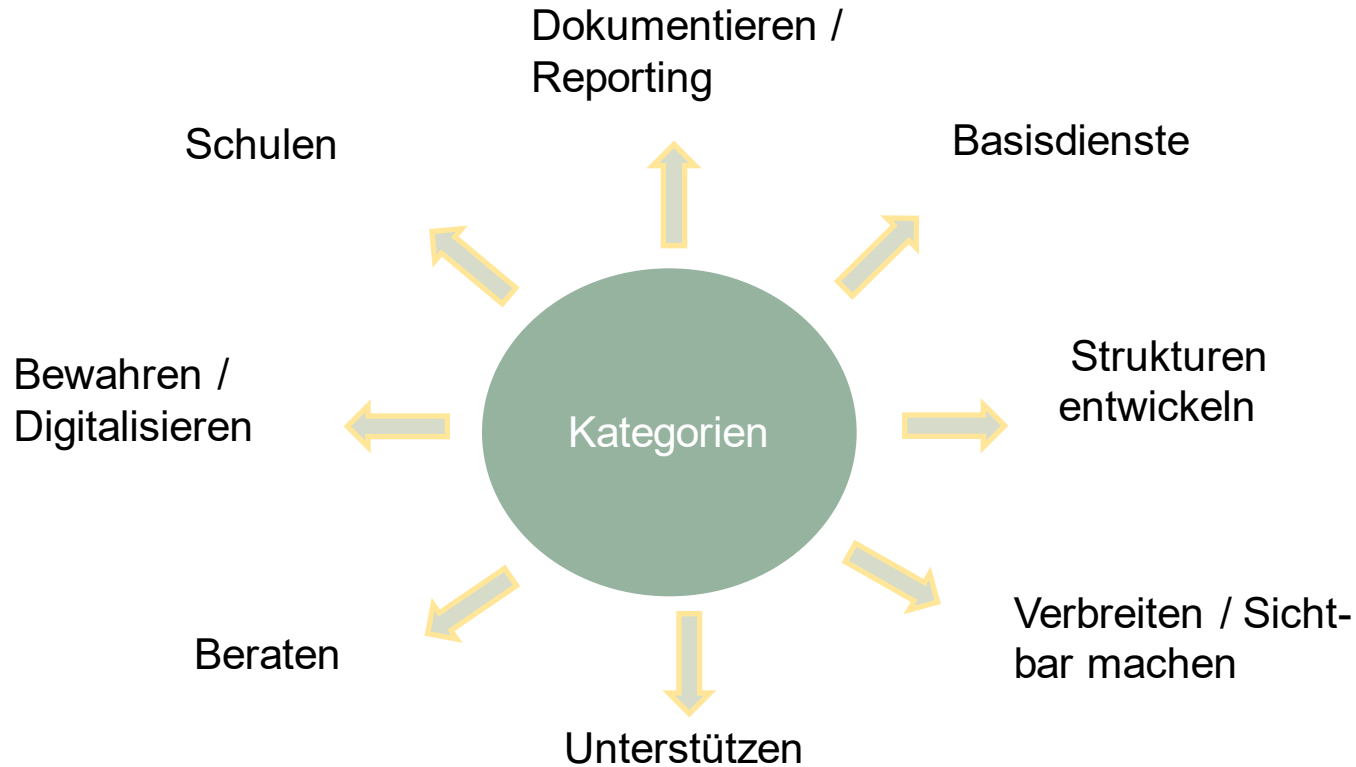 Dokumentieren /
Reporting
Schulen
Basisdienste
Strukturen
entwickeln
Bewahren /
Digitalisieren
Kategorien
Verbreiten / Sicht-
bar machen
Beraten
Unterstützen